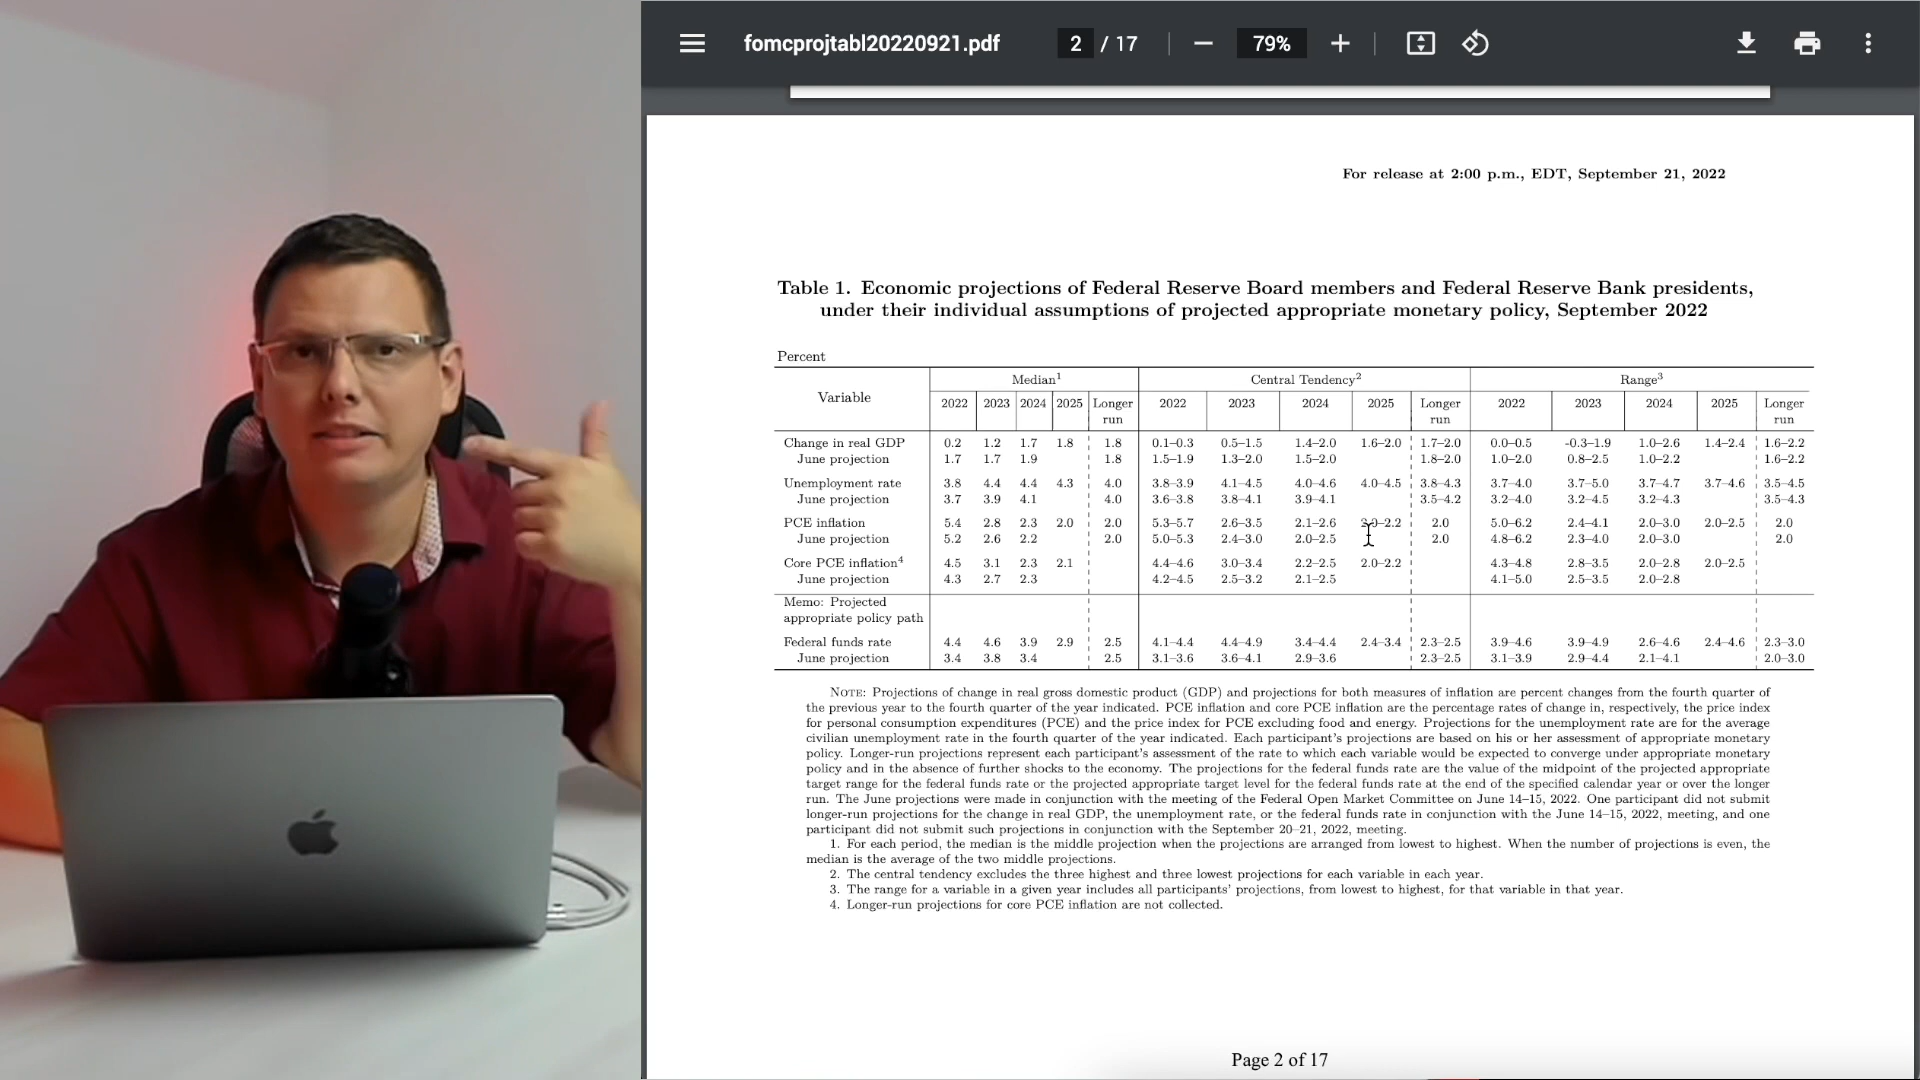 fomcprojtabl20220921.pdf 2 / 17 79%
For release at 2:00 p.m., EDT, September 21, 2022
Table 1. Economic projections of Federal Reserve Board members and Federal Reserve Bank presidents,
under their individual assumptions of projected appropriate monetary policy, September 2022
Percent
Variable Median1 Central Tendency2 Range3
2022 2023 2024 2025 Longer run 2022 2023 2024 2025 Longer run 2022 2023 2024 2025 Longer run
Change in real GDP 0.2 1.2 1.7 1.8 1.8 0.1–0.3 0.5–1.5 1.4–2.0 1.6–2.0 1.7–2.0 0.0–0.5 -0.3–1.9 1.0–2.6 1.4–2.4 1.6–2.2
June projection 1.7 1.7 1.9 1.8 1.5–1.9 1.3–2.0 1.5–2.0 1.8–2.0 1.0–2.0 0.8–2.5 1.0–2.2 1.6–2.2
Unemployment rate 3.8 4.4 4.4 4.3 4.0 3.8–3.9 4.1–4.5 4.0–4.6 4.0–4.5 3.8–4.3 3.7–4.0 3.7–5.0 3.7–4.7 3.7–4.6 3.5–4.5
June projection 3.7 3.9 4.1 4.0 3.6–3.8 3.8–4.1 3.9–4.1 3.5–4.2 3.2–4.0 3.2–4.5 3.2–4.3 3.5–4.3
PCE inflation 5.4 2.8 2.3 2.0 2.0 5.3–5.7 2.6–3.5 2.1–2.6 2.0–2.2 2.0 5.0–6.2 2.4–4.1 2.0–3.0 2.0–2.5 2.0
June projection 5.2 2.6 2.2 2.0 5.0–5.3 2.4–3.0 2.0–2.5 2.0 4.8–6.2 2.3–4.0 2.0–3.0 2.0
Core PCE inflation4 4.5 3.1 2.3 2.1 4.4–4.6 3.0–3.4 2.2–2.5 2.0–2.2 4.3–4.8 2.8–3.5 2.0–2.8 2.0–2.5
June projection 4.3 2.7 2.3 4.2–4.5 2.5–3.2 2.1–2.5 4.1–5.0 2.5–3.5 2.0–2.8
Memo: Projected
appropriate policy path
Federal funds rate 4.4 4.6 3.9 2.9 2.5 4.1–4.4 4.4–4.9 3.4–4.4 2.4–3.4 2.3–2.5 3.9–4.6 3.9–4.9 2.6–4.6 2.4–4.6 2.3–3.0
June projection 3.4 3.8 3.4 2.5 3.1–3.6 3.6–4.1 2.9–3.6 2.3–2.5 3.1–3.9 2.9–4.4 2.1–4.1 2.0–3.0
NOTE: Projections of change in real gross domestic product (GDP) and projections for both measures of inflation are percent changes from the fourth quarter of
the previous year to the fourth quarter of the year indicated. PCE inflation and core PCE inflation are the percentage rates of change in, respectively, the price index
for personal consumption expenditures (PCE) and the price index for PCE excluding food and energy. Projections for the unemployment rate are for the average
civilian unemployment rate in the fourth quarter of the year indicated. Each participant's projections are based on his or her assessment of appropriate monetary
policy. Longer-run projections represent each participant's assessment of the rate to which each variable would be expected to converge under appropriate monetary
policy and in the absence of further shocks to the economy. The projections for the federal funds rate are the value of the midpoint of the projected appropriate
target range for the federal funds rate or the projected appropriate target level for the federal funds rate at the end of the specified calendar year or over the longer
run. The June projections were made in conjunction with the meeting of the Federal Open Market Committee on June 14–15, 2022. One participant did not submit
longer-run projections for the change in real GDP, the unemployment rate, or the federal funds rate in conjunction with the June 14–15, 2022, meeting, and one
participant did not submit such projections in conjunction with the September 20–21, 2022, meeting.
1. For each period, the median is the middle projection when the projections are arranged from lowest to highest. When the number of projections is even, the
median is the average of the two middle projections.
2. The central tendency excludes the three highest and three lowest projections for each variable in each year.
3. The range for a variable in a given year includes all participants' projections, from lowest to highest, for that variable in that year.
4. Longer-run projections for core PCE inflation are not collected.
Page 2 of 17